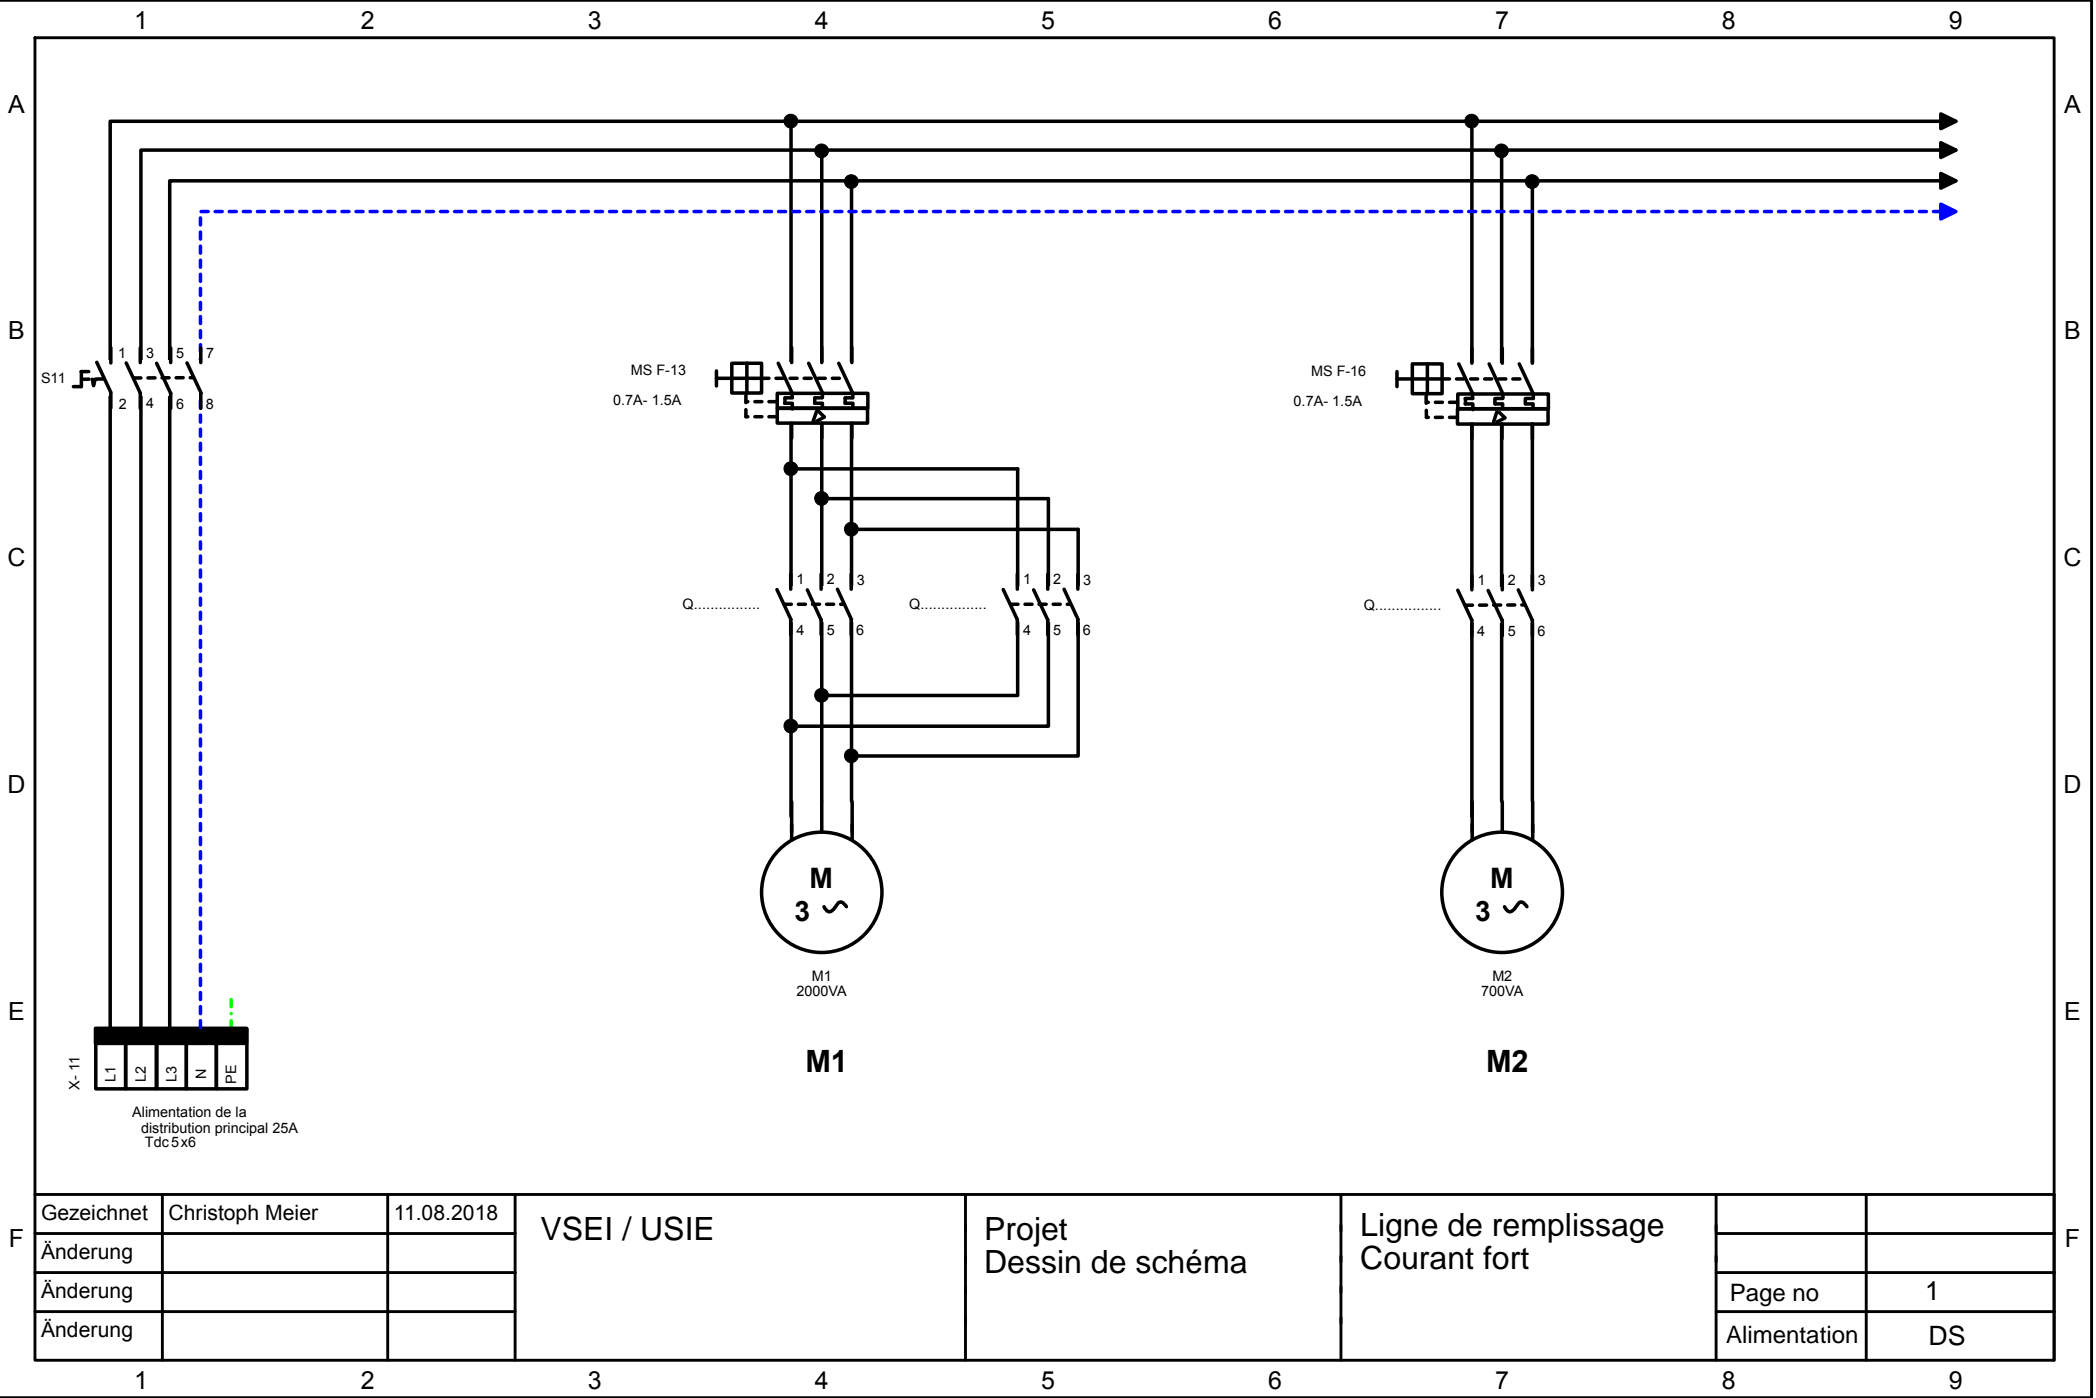 1 2 3 4 5 6 7 8 9
A A
B B
1 3 5 7
S11
2 4 6 8
MS F-13
0.7A- 1.5A
MS F-16
0.7A- 1.5A
C C
1 2 3 1 2 3 1 2 3
Q................ Q................ Q................
4 5 6 4 5 6 4 5 6
D D
M
3
M
3
M1
2000VA
M2
700VA
E E
M1 M2
X- 11
L1 L2 L3 N PE
Alimentation de la
distribution principal 25A
Tdc 5x6
F F
Gezeichnet Christoph Meier 11.08.2018
Änderung
Änderung
Änderung
VSEI / USIE
Projet
Dessin de schéma
Ligne de remplissage
Courant fort
Page no 1
Alimentation DS
1 2 3 4 5 6 7 8 9